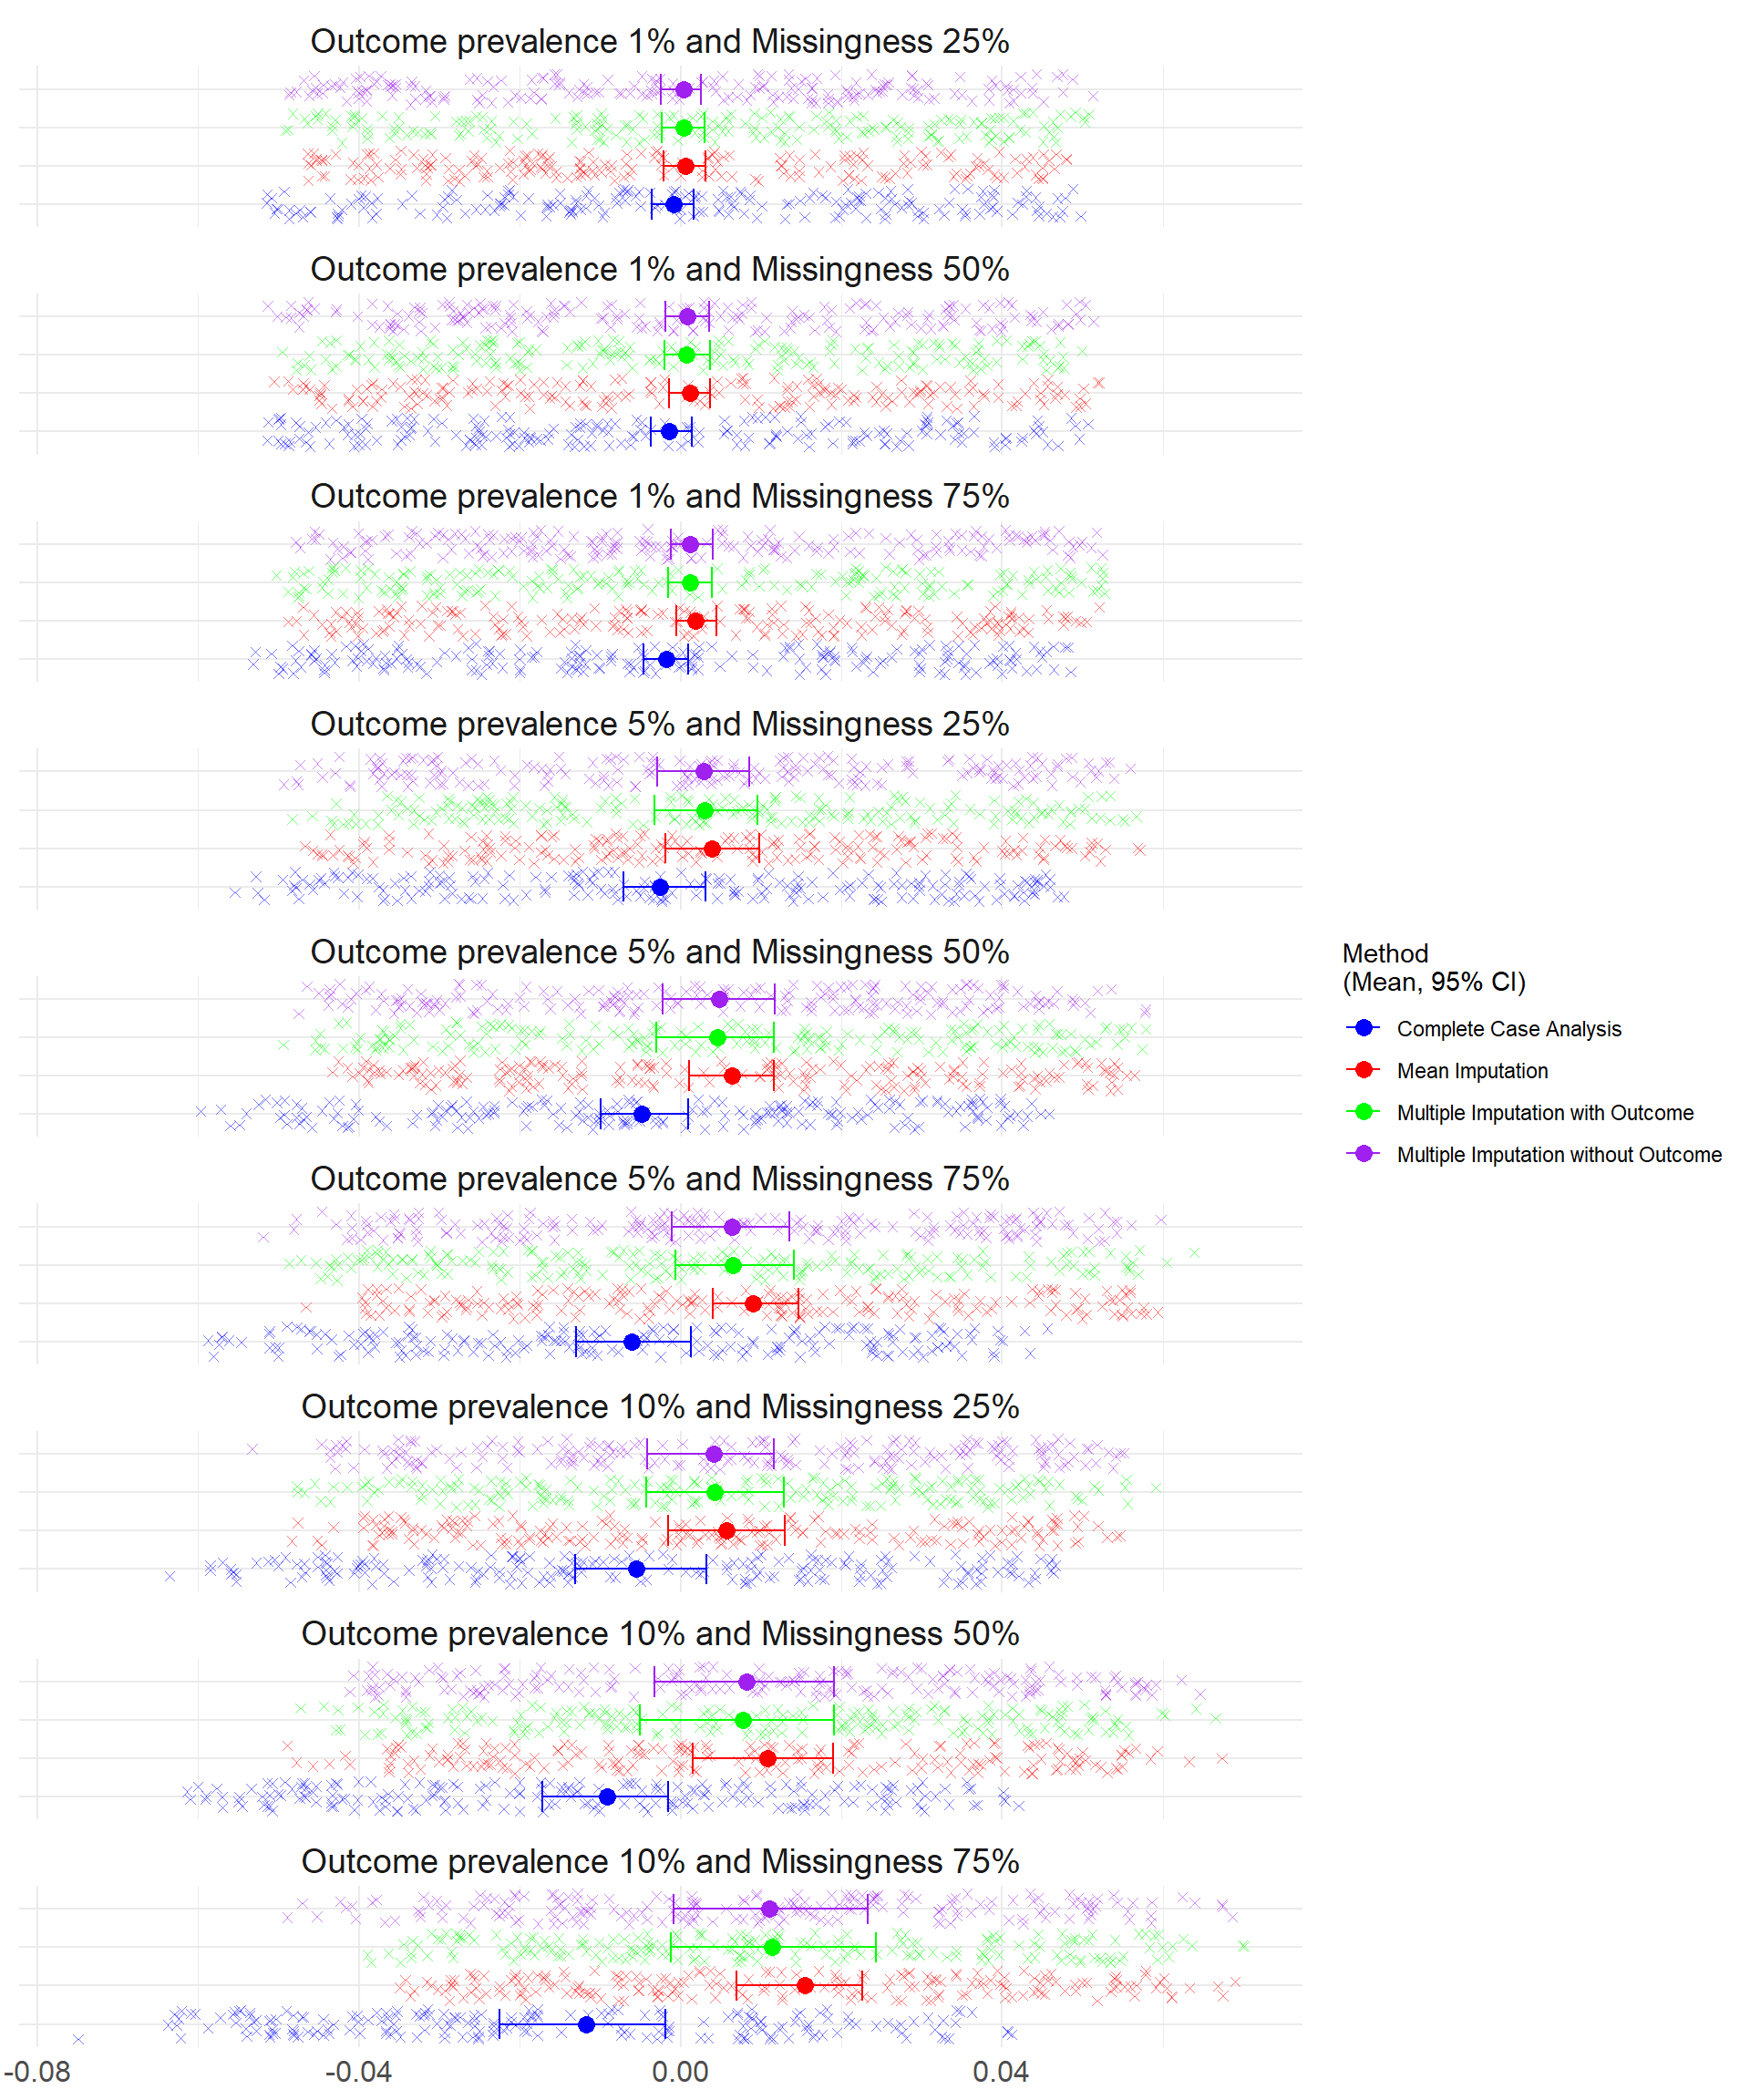 Outcome prevalence 1% and Missingness 25%
Outcome prevalence 1% and Missingness 50%
Outcome prevalence 1% and Missingness 75%
Outcome prevalence 5% and Missingness 25%
Outcome prevalence 5% and Missingness 50%
Outcome prevalence 5% and Missingness 75%
Outcome prevalence 10% and Missingness 25%
Outcome prevalence 10% and Missingness 50%
Outcome prevalence 10% and Missingness 75%
-0.08 -0.04 0.00 0.04
Method
(Mean, 95% CI)
Complete Case Analysis
Mean Imputation
Multiple Imputation with Outcome
Multiple Imputation without Outcome